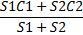 S1C1 + S2C2
S1 + S2